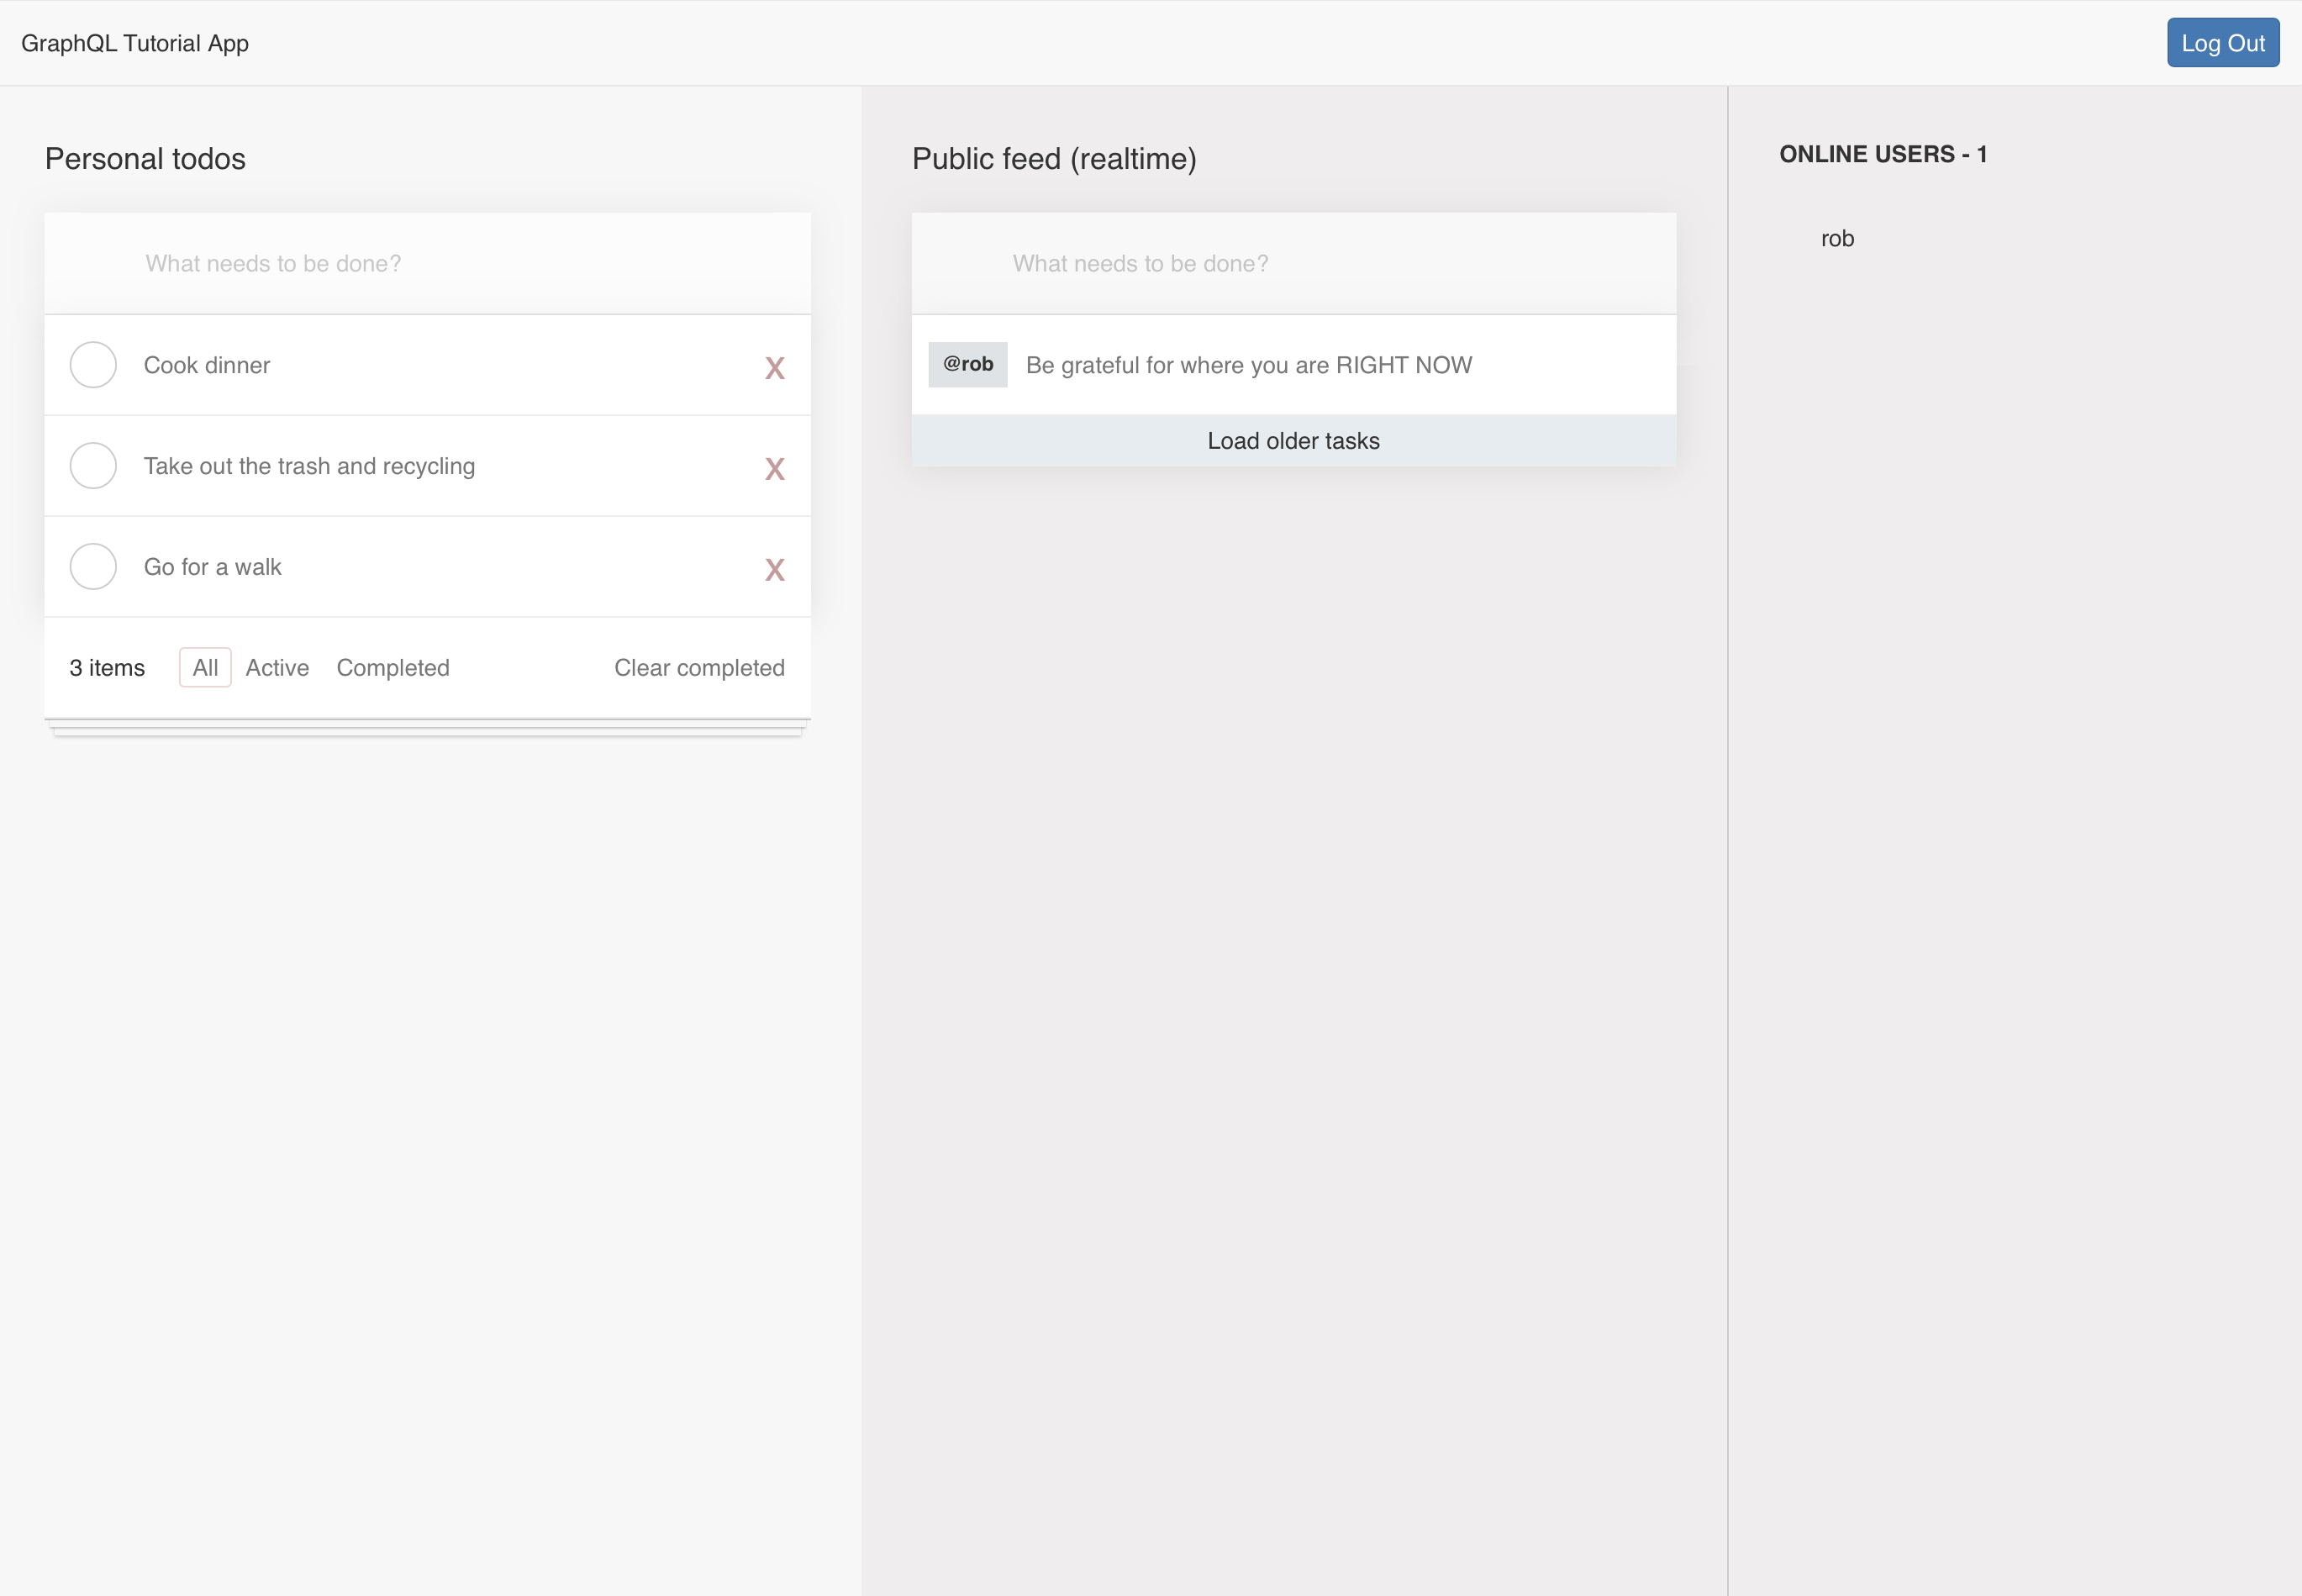 GraphQL Tutorial App
Log Out
Personal todos
What needs to be done?
Cook dinner
X
Take out the trash and recycling
X
Go for a walk
X
3 items All Active Completed Clear completed
Public feed (realtime)
What needs to be done?
@rob Be grateful for where you are RIGHT NOW
Load older tasks
ONLINE USERS - 1
rob